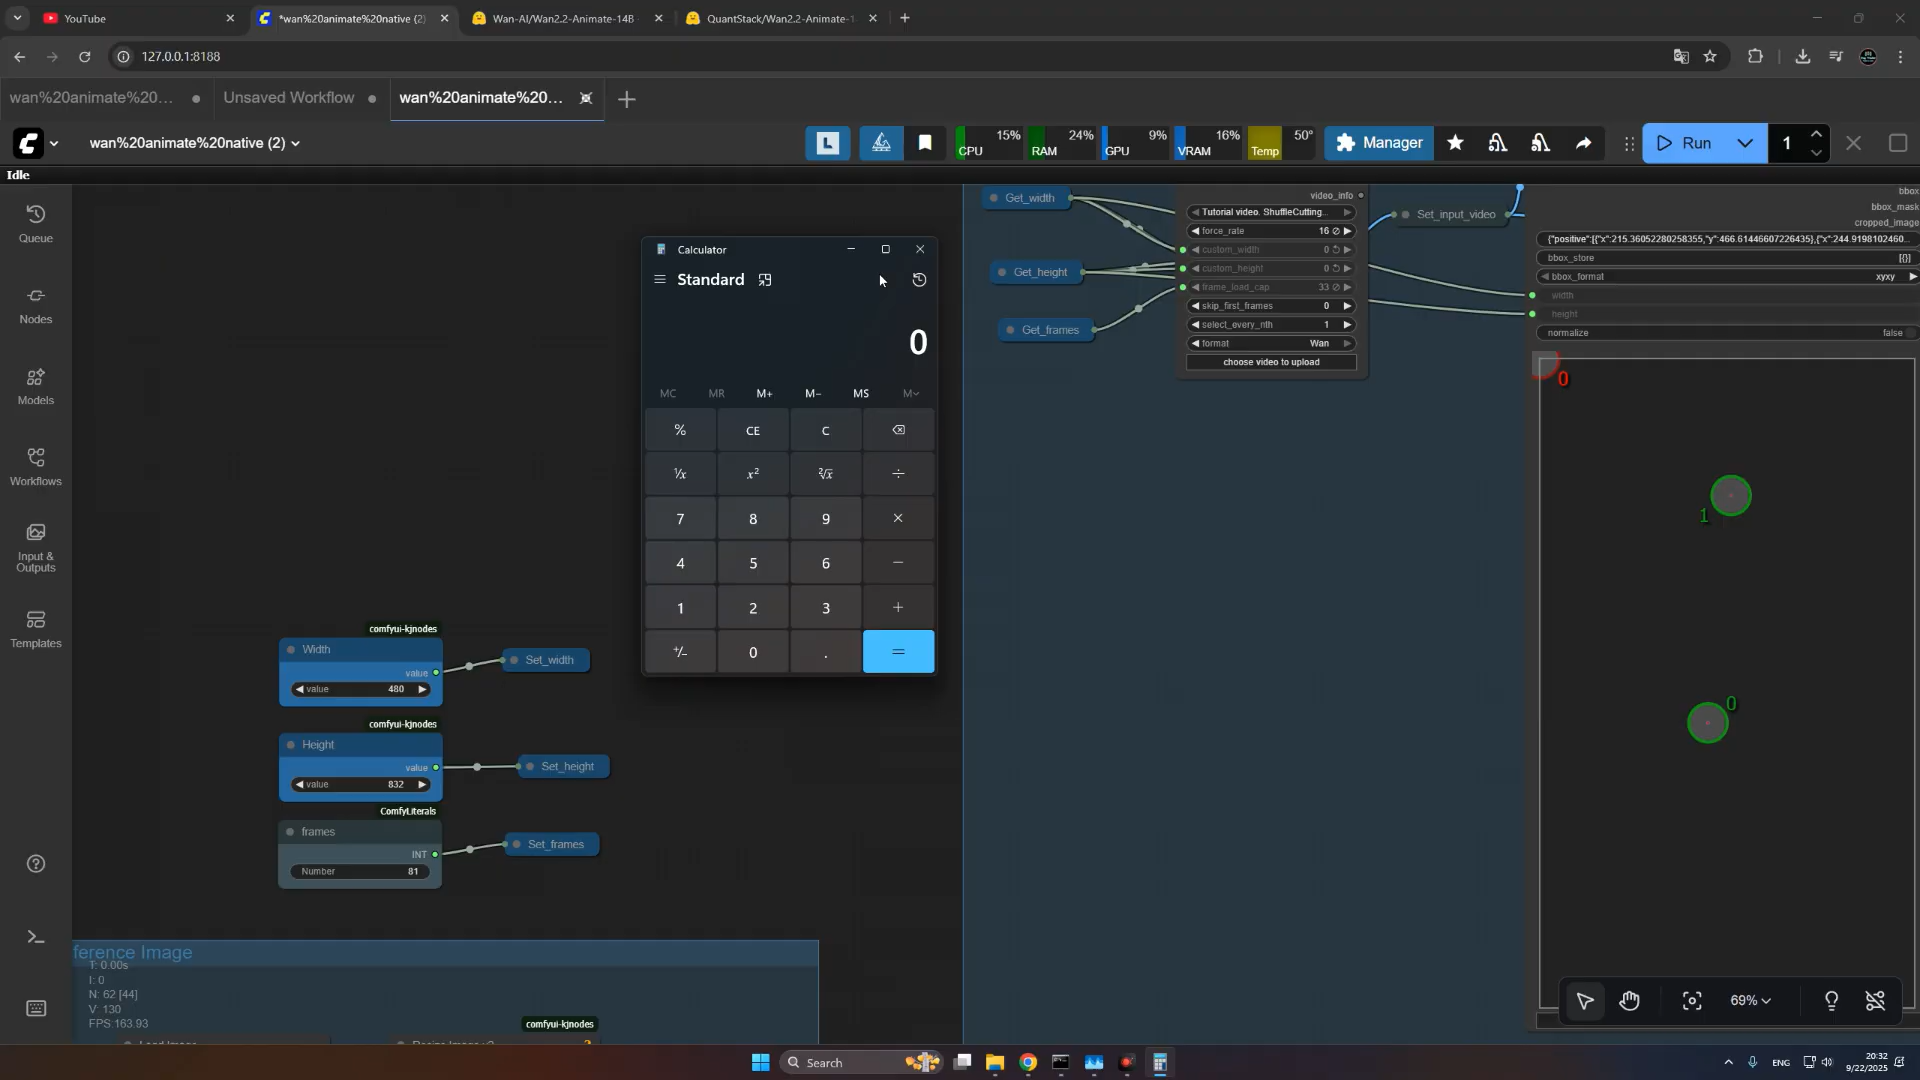 YouTube
*wan%20animate%20native (2)
Wan-AI/Wan2.2-Animate-14B
QuantStack/Wan2.2-Animate-1
127.0.0.1:8188
wan%20animate%20...
Unsaved Workflow
wan%20animate%20...
wan%20animate%20native (2)
L
CPU 15%
RAM 24%
GPU 9%
VRAM 16%
Temp 50°
Manager
Run
1
Idle
Queue
Nodes
Models
Workflows
Input & Outputs
Templates
Calculator
Standard
0
MC MR M+ M− MS M
% CE C
⅟x x² ²√x ÷
7 8 9 ×
4 5 6 −
1 2 3 +
+/− 0 . =
comfyui-kjnodes
Width
value
value 480
Set_width
comfyui-kjnodes
Height
value
value 832
Set_height
ComfyLiterals
frames
INT
Number 81
Set_frames
ference Image
T: 0.00s
I: 0
N: 62 [44]
V: 130
FPS:163.93
comfyui-kjnodes
Get_width
Get_height
Get_frames
video_info
Tutorial video. ShuffleCutting...
force_rate 16
custom_width 0
custom_height 0
frame_load_cap 33
skip_first_frames 0
select_every_nth 1
format Wan
choose video to upload
Set_input_video
bbox
bbox_mask
cropped_image
{"positive":[{"x":215.36052280258355,"y":466.61446607226435},{"x":244.9198102460...
bbox_store [{}]
bbox_format xyxy
width
height
normalize false
0
1
0
69%
Search
ENG
20:32
9/22/2025